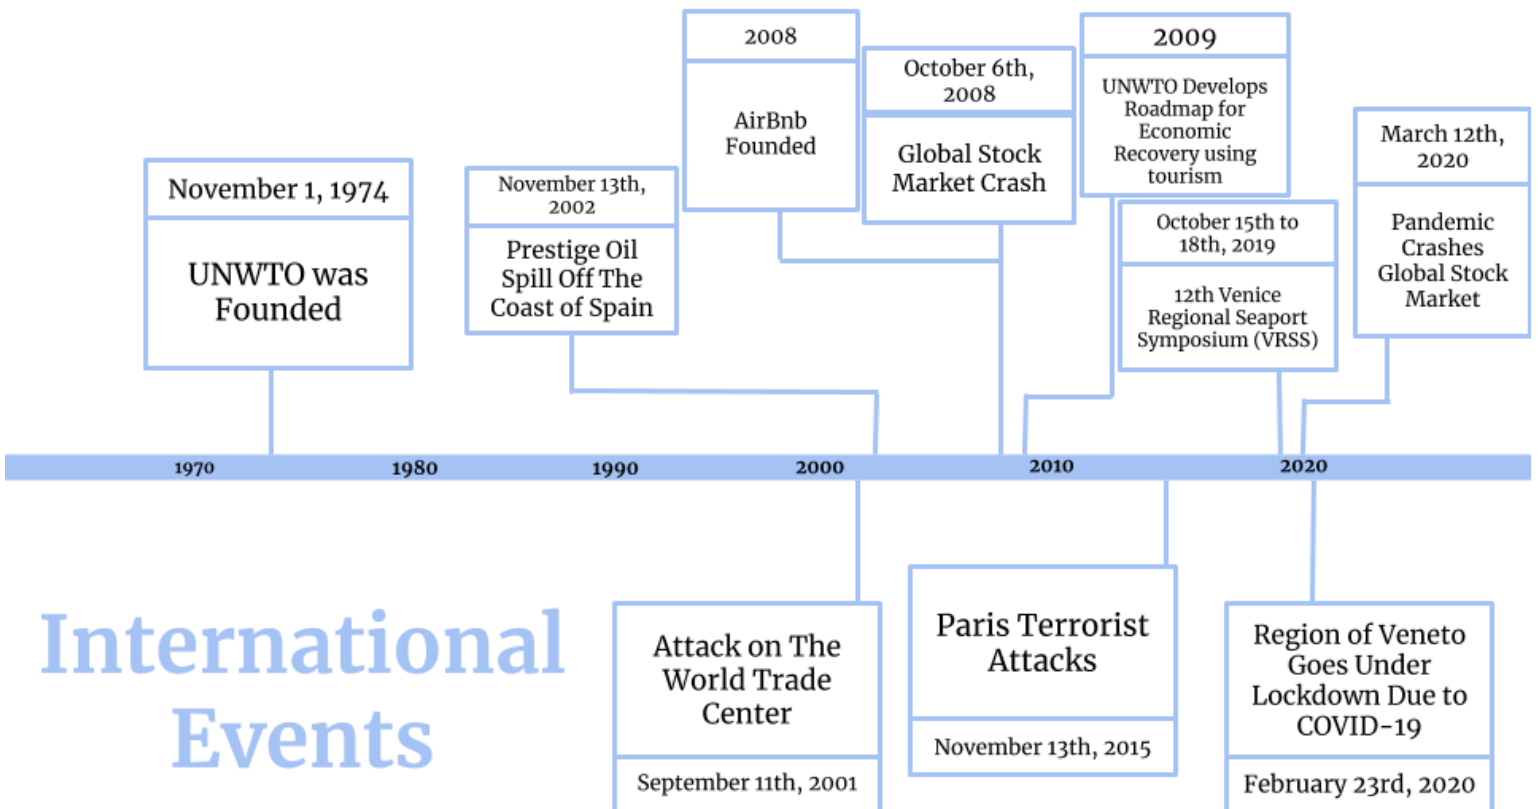 November 1, 1974
UNWTO was
Founded
November 13th,
2002
Prestige Oil
Spill Off The
Coast of Spain
2008
AirBnb
Founded
October 6th,
2008
Global Stock
Market Crash
2009
UNWTO Develops
Roadmap for
Economic
Recovery using
tourism
October 15th to
18th, 2019
12th Venice
Regional Seaport
Symposium (VRSS)
March 12th,
2020
Pandemic
Crashes
Global Stock
Market
1970 1980 1990 2000 2010 2020
International
Events
Attack on The
World Trade
Center
September 11th, 2001
Paris Terrorist
Attacks
November 13th, 2015
Region of Veneto
Goes Under
Lockdown Due to
COVID-19
February 23rd, 2020